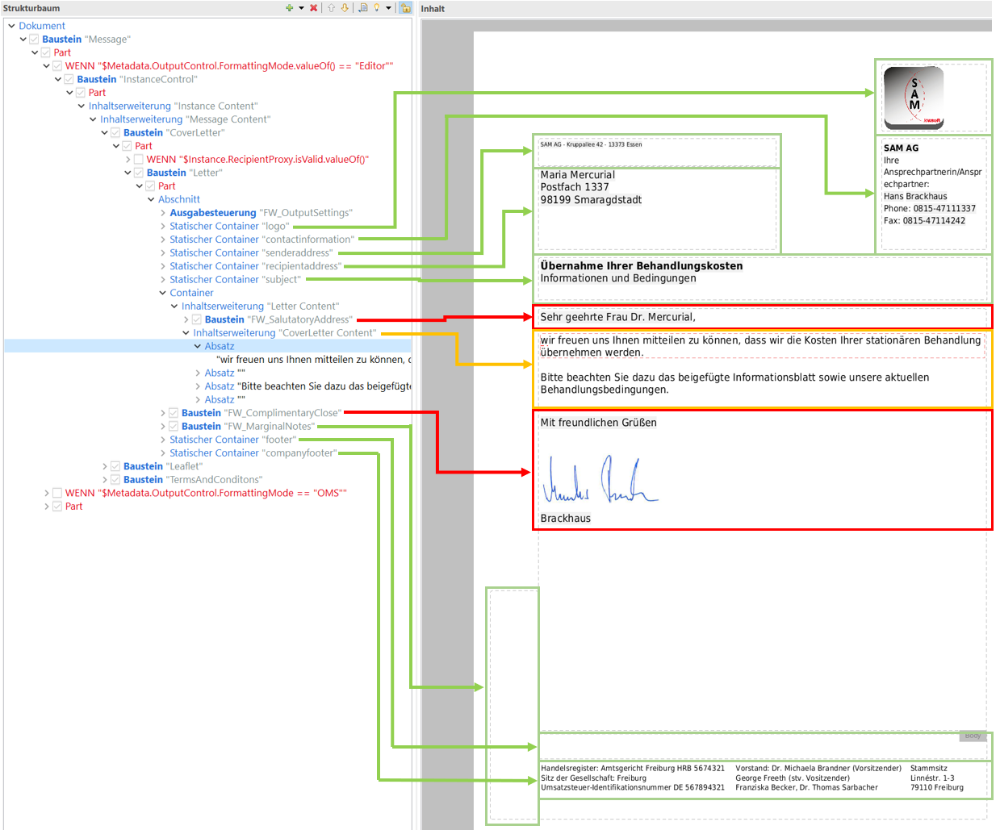 Strukturbaum
Dokument
Baustein "Message"
Part
WENN "$Metadata.OutputControl.FormattingMode.valueOf() == "Editor""
Baustein "InstanceControl"
Part
Inhaltserweiterung "Instance Content"
Inhaltserweiterung "Message Content"
Baustein "CoverLetter"
Part
WENN "$Instance.RecipientProxy.isValid.valueOf()"
Baustein "Letter"
Part
Abschnitt
Ausgabesteuerung "FW_OutputSettings"
Statischer Container "logo"
Statischer Container "contactinformation"
Statischer Container "senderaddress"
Statischer Container "recipientaddress"
Statischer Container "subject"
Container
Inhaltserweiterung "Letter Content"
Baustein "FW_SalutatoryAddress"
Inhaltserweiterung "CoverLetter Content"
Absatz
"wir freuen uns Ihnen mitteilen zu können, d
Absatz ""
Absatz "Bitte beachten Sie dazu das beigefügte
Absatz ""
Baustein "FW_ComplimentaryClose"
Baustein "FW_MarginalNotes"
Statischer Container "footer"
Statischer Container "companyfooter"
Baustein "Leaflet"
Baustein "TermsAndConditons"
WENN "$Metadata.OutputControl.FormattingMode == "OMS""
Part
Inhalt
SAM
kwsoft
SAM AG
Ihre
Ansprechpartnerin/Anspr
echpartner:
Hans Brackhaus
Phone: 0815-47111337
Fax: 0815-47114242
SAM AG - Kruppallee 42 - 13373 Essen
Maria Mercurial
Postfach 1337
98199 Smaragdstadt
Übernahme Ihrer Behandlungskosten
Informationen und Bedingungen
Sehr geehrte Frau Dr. Mercurial,
wir freuen uns Ihnen mitteilen zu können, dass wir die Kosten Ihrer stationären Behandlung
übernehmen werden.
Bitte beachten Sie dazu das beigefügte Informationsblatt sowie unsere aktuellen
Behandlungsbedingungen.
Mit freundlichen Grüßen
Brackhaus
Body
Handelsregister: Amtsgericht Freiburg HRB 5674321
Sitz der Gesellschaft: Freiburg
Umsatzsteuer-Identifikationsnummer DE 567894321
Vorstand: Dr. Michaela Brandner (Vorsitzender)
George Freeth (stv. Vositzender)
Franziska Becker, Dr. Thomas Sarbacher
Stammsitz
Linnéstr. 1-3
79110 Freiburg